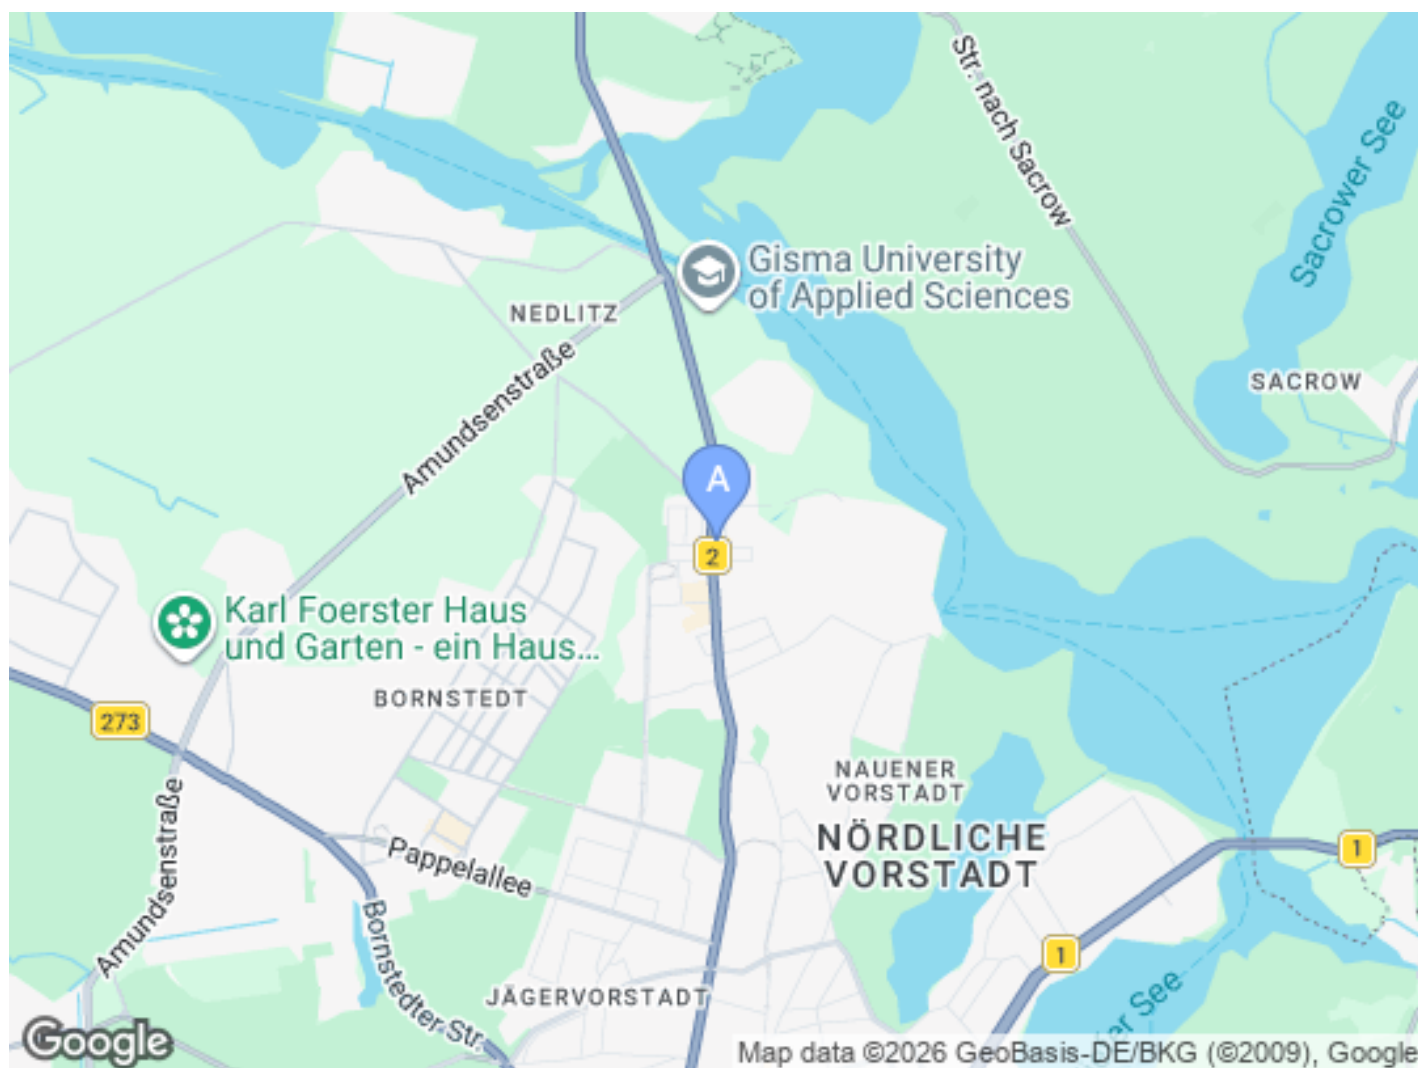 Str. nach Sacrow
Sacrower See
Gisma University
of Applied Sciences
NEDLITZ
Amundsenstraße
SACROW
A
2
Karl Foerster Haus
und Garten - ein Haus...
BORNSTEDT
273
NAUENER
VORSTADT
NÖRDLICHE
VORSTADT
Amundsenstraße
Pappelallee
1
1
Bornstedter Str.
JÄGERVORSTADT
See
Google
Map data ©2026 GeoBasis-DE/BKG (©2009), Google